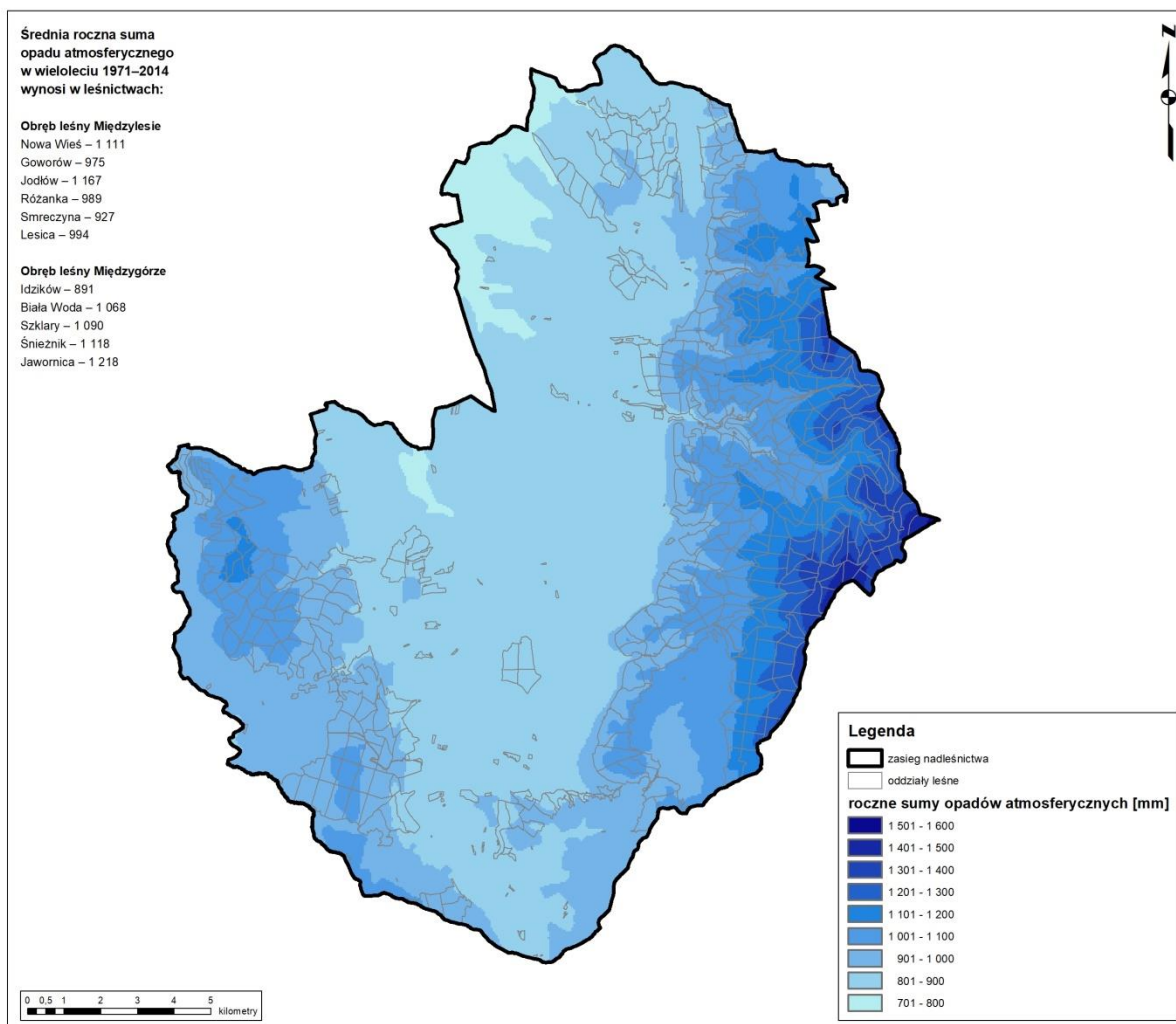 Średnia roczna suma
opadu atmosferycznego
w wieloleciu 1971–2014
wynosi w leśnictwach:
Obręb leśny Międzylesie
Nowa Wieś – 1 111
Goworów – 975
Jodłów – 1 167
Różanka – 989
Smreczyna – 927
Lesica – 994
Obręb leśny Międzygórze
Idzików – 891
Biała Woda – 1 068
Szklary – 1 090
Śnieżnik – 1 118
Jawornica – 1 218
N
Legenda
zasieg nadleśnictwa
oddziały leśne
roczne sumy opadów atmosferycznych [mm]
1 501 - 1 600
1 401 - 1 500
1 301 - 1 400
1 201 - 1 300
1 101 - 1 200
1 001 - 1 100
901 - 1 000
801 - 900
701 - 800
0 0,5 1 2 3 4 5
kilometry